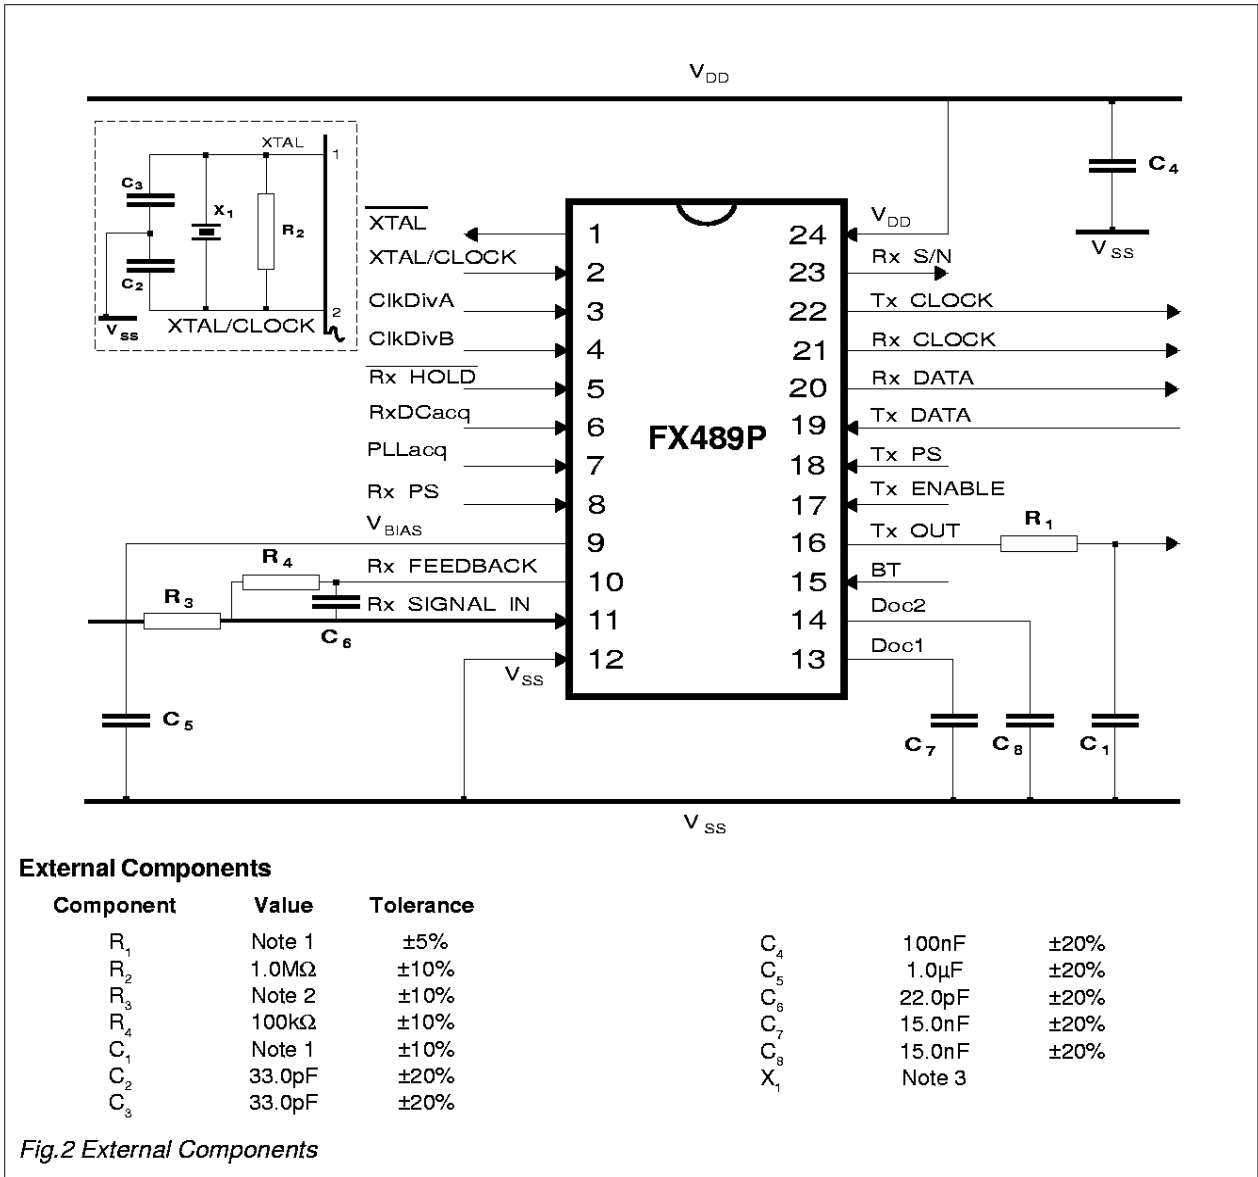 V DD
XTAL
1
C3
X1
R2
C2
2
VSS
XTAL/CLOCK
C4
VSS
XTAL
XTAL/CLOCK
ClkDivA
ClkDivB
Rx HOLD
RxDCacq
PLLacq
Rx PS
VBIAS
Rx FEEDBACK
Rx SIGNAL IN
VSS
R4
R3
C6
C5
1
2
3
4
5
6
7
8
9
10
11
12
FX489P
24
23
22
21
20
19
18
17
16
15
14
13
VDD
Rx S/N
Tx CLOCK
Rx CLOCK
Rx DATA
Tx DATA
Tx PS
Tx ENABLE
Tx OUT
BT
Doc2
Doc1
R1
C7
C8
C1
V SS
External Components
Component Value Tolerance
R1 Note 1 ±5%
R2 1.0MΩ ±10%
R3 Note 2 ±10%
R4 100kΩ ±10%
C1 Note 1 ±10%
C2 33.0pF ±20%
C3 33.0pF ±20%
C4 100nF ±20%
C5 1.0µF ±20%
C6 22.0pF ±20%
C7 15.0nF ±20%
C8 15.0nF ±20%
X1 Note 3
Fig.2 External Components